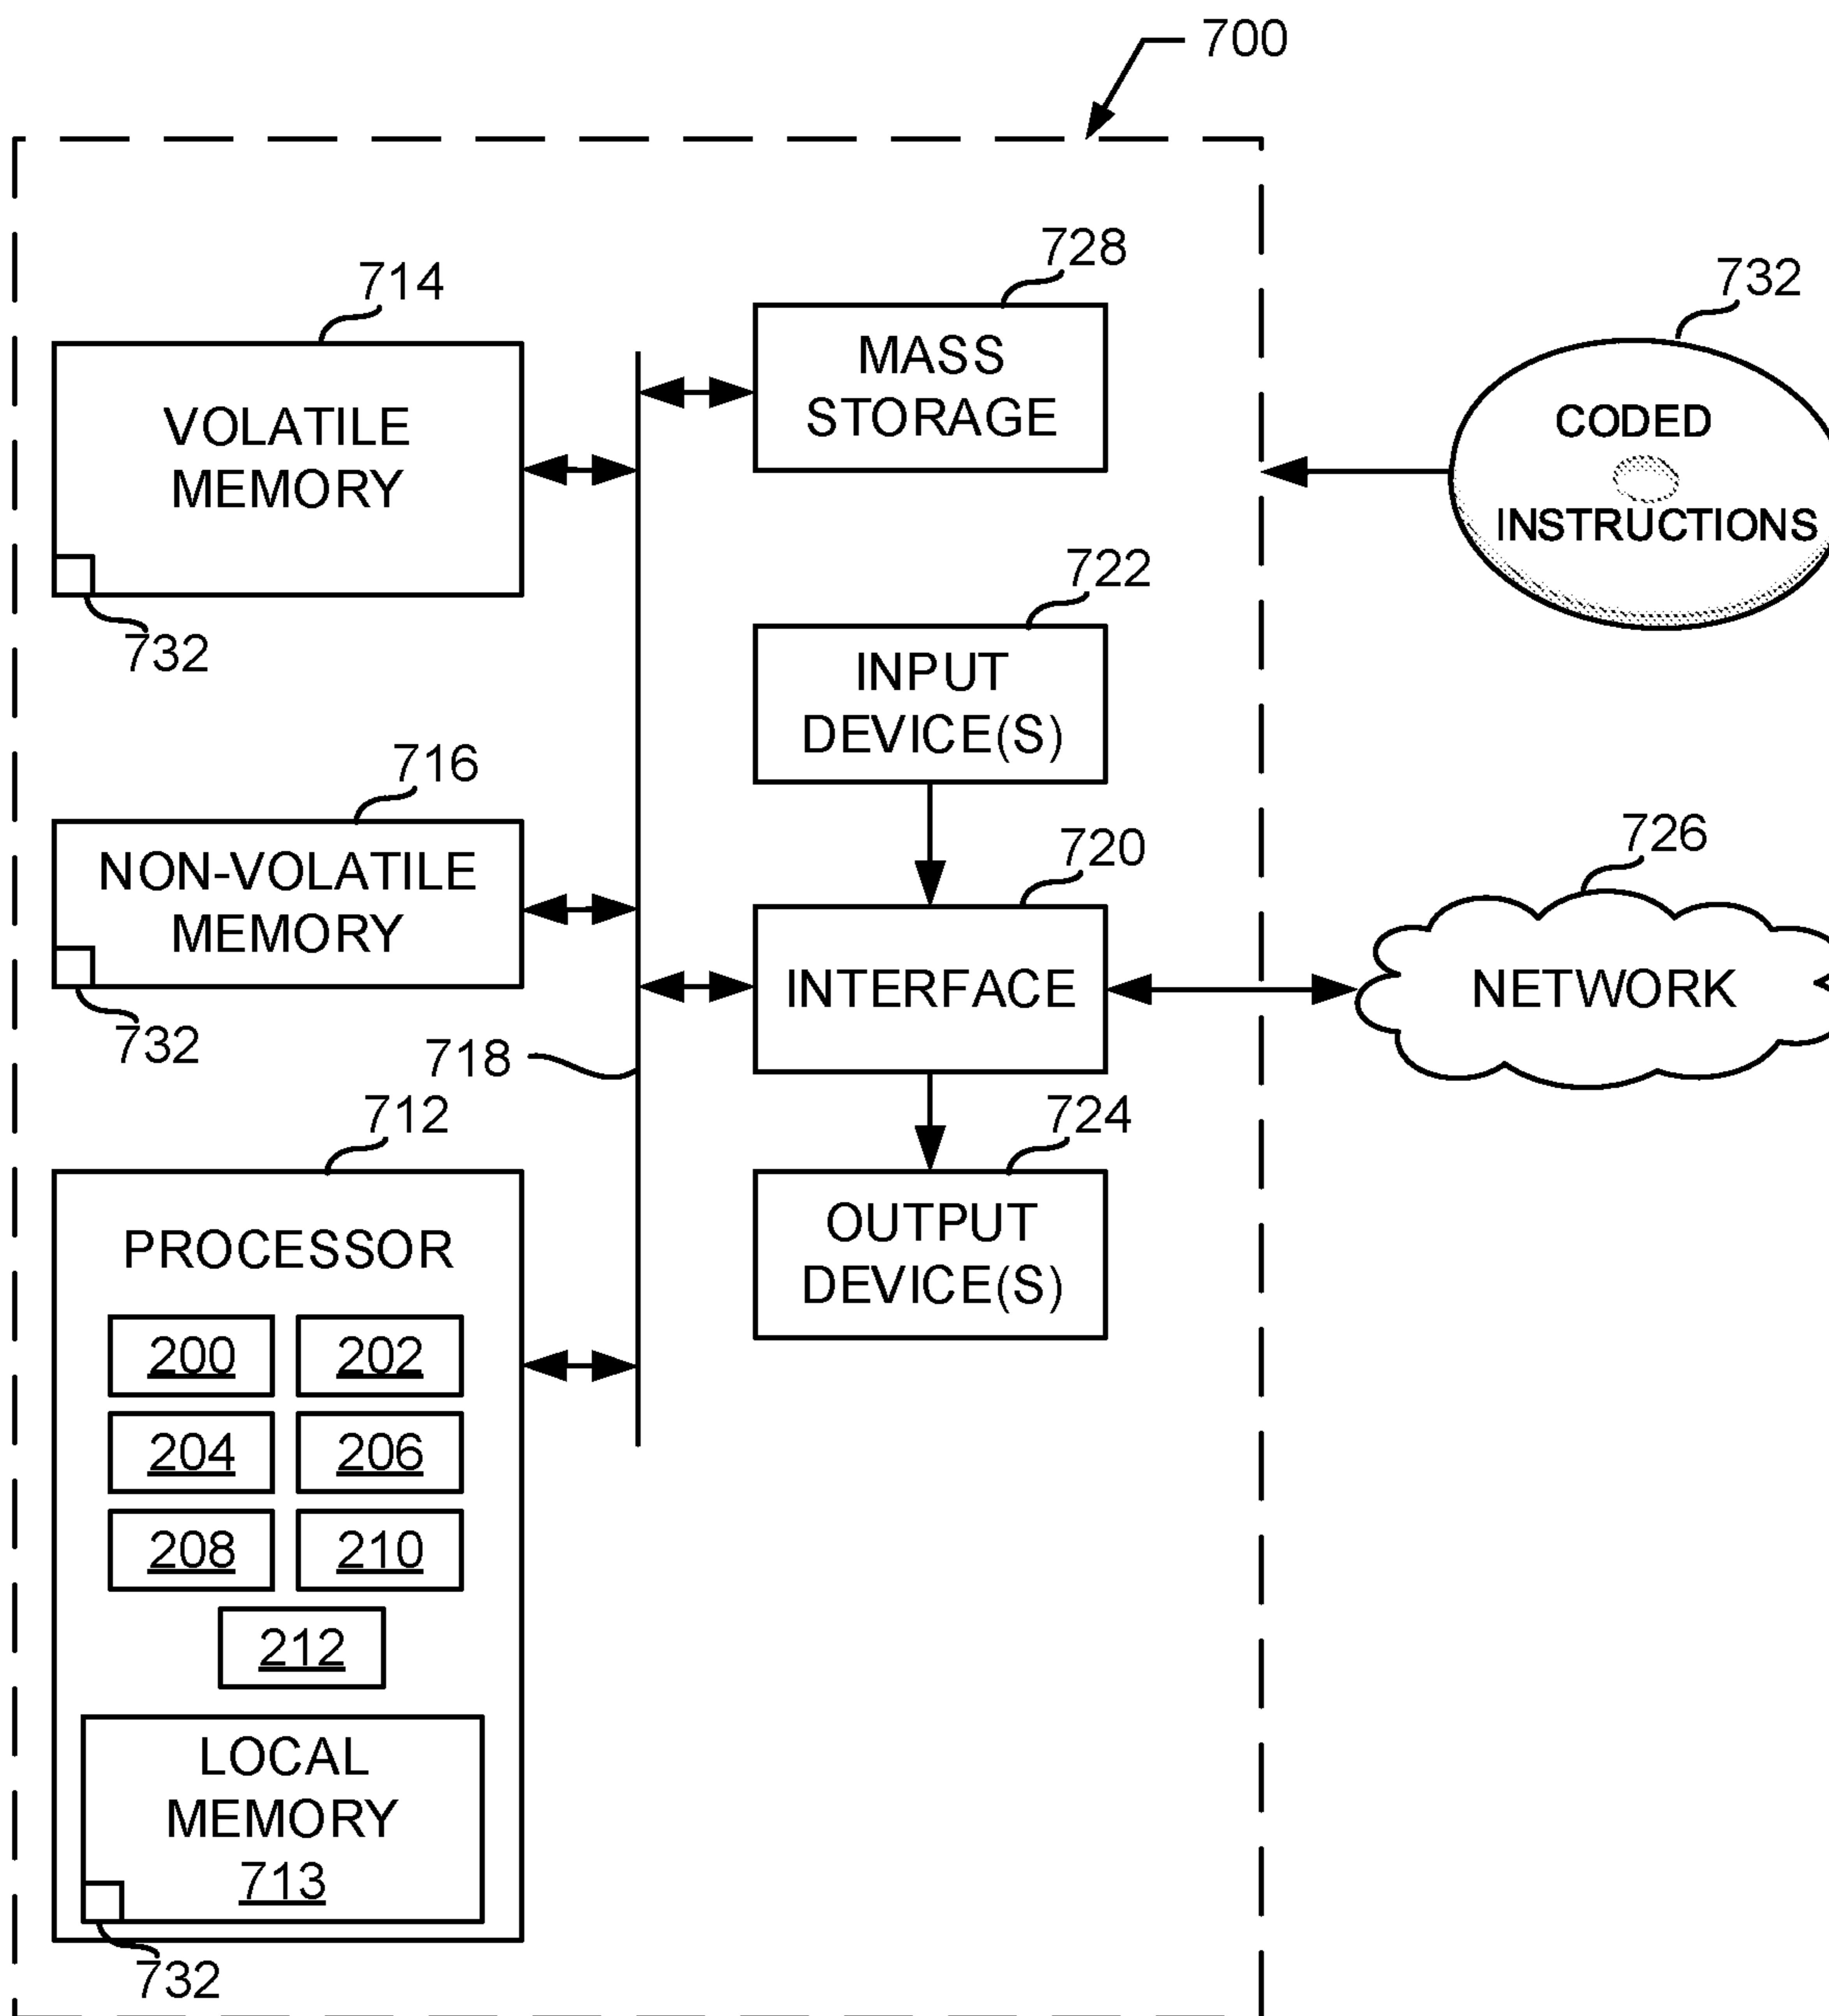 700
728
MASS
STORAGE
714
VOLATILE
MEMORY
732
732
CODED
INSTRUCTIONS
722
INPUT
DEVICE(S)
716
NON-VOLATILE
MEMORY
732
720
INTERFACE
726
NETWORK
718
712
PROCESSOR
200 202
204 206
208 210
212
LOCAL
MEMORY
713
732
724
OUTPUT
DEVICE(S)